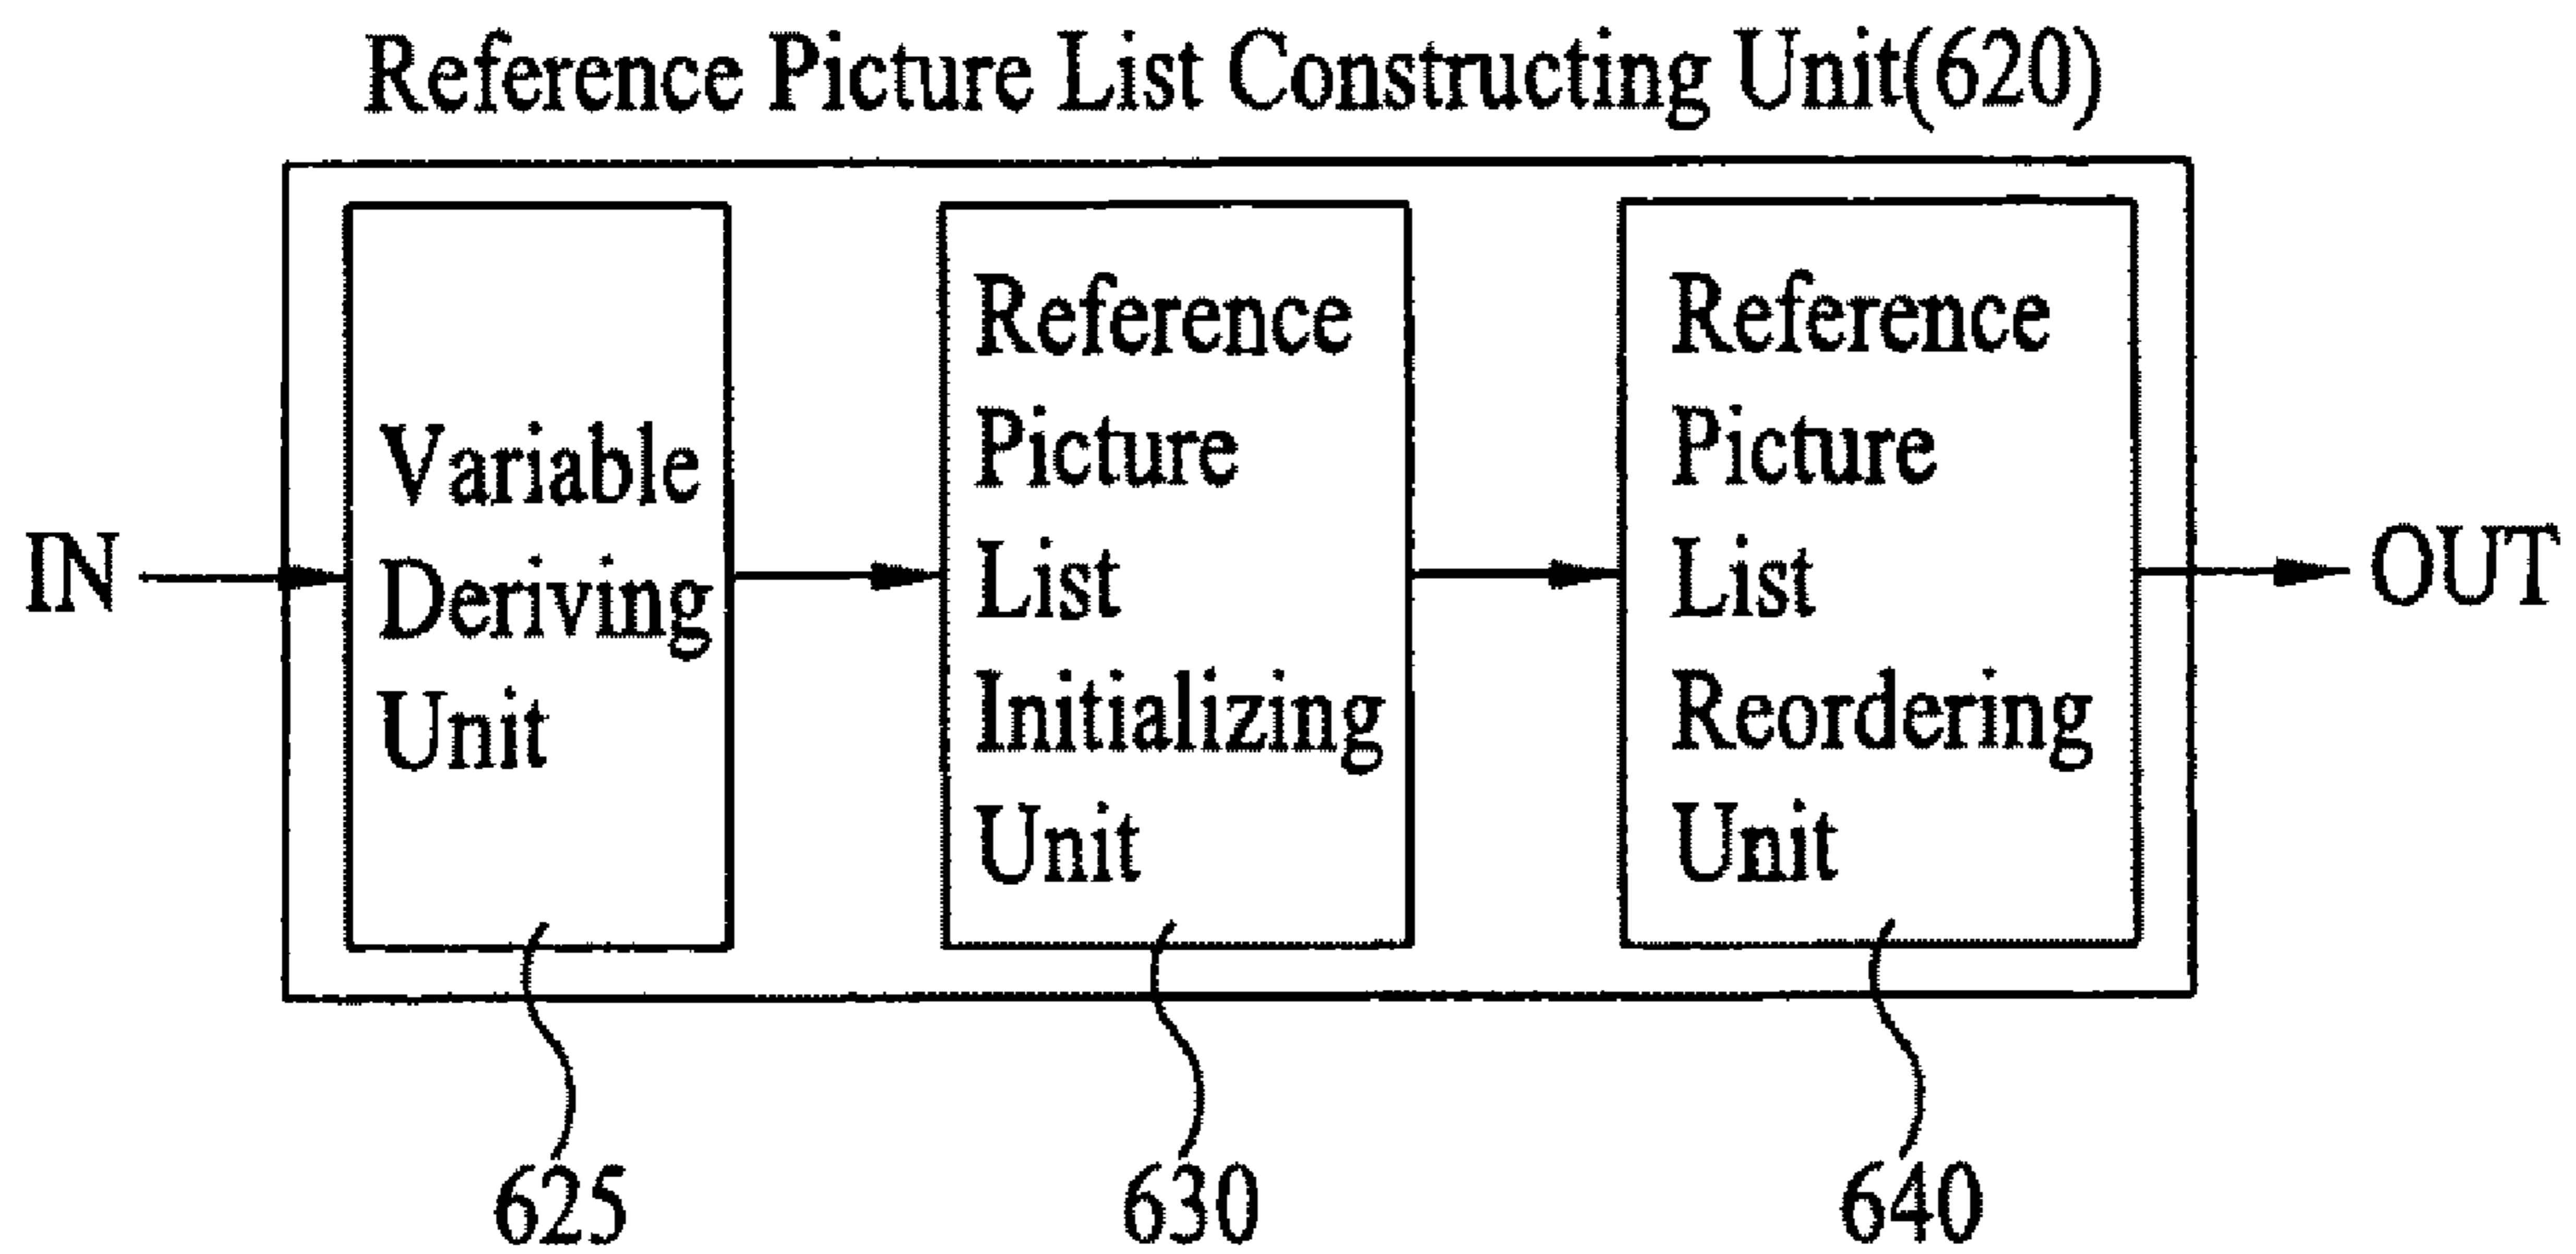 Reference Picture List Constructing Unit(620)
IN
Variable
Deriving
Unit
Reference
Picture
List
Initializing
Unit
Reference
Picture
List
Reordering
Unit
OUT
625
630
640